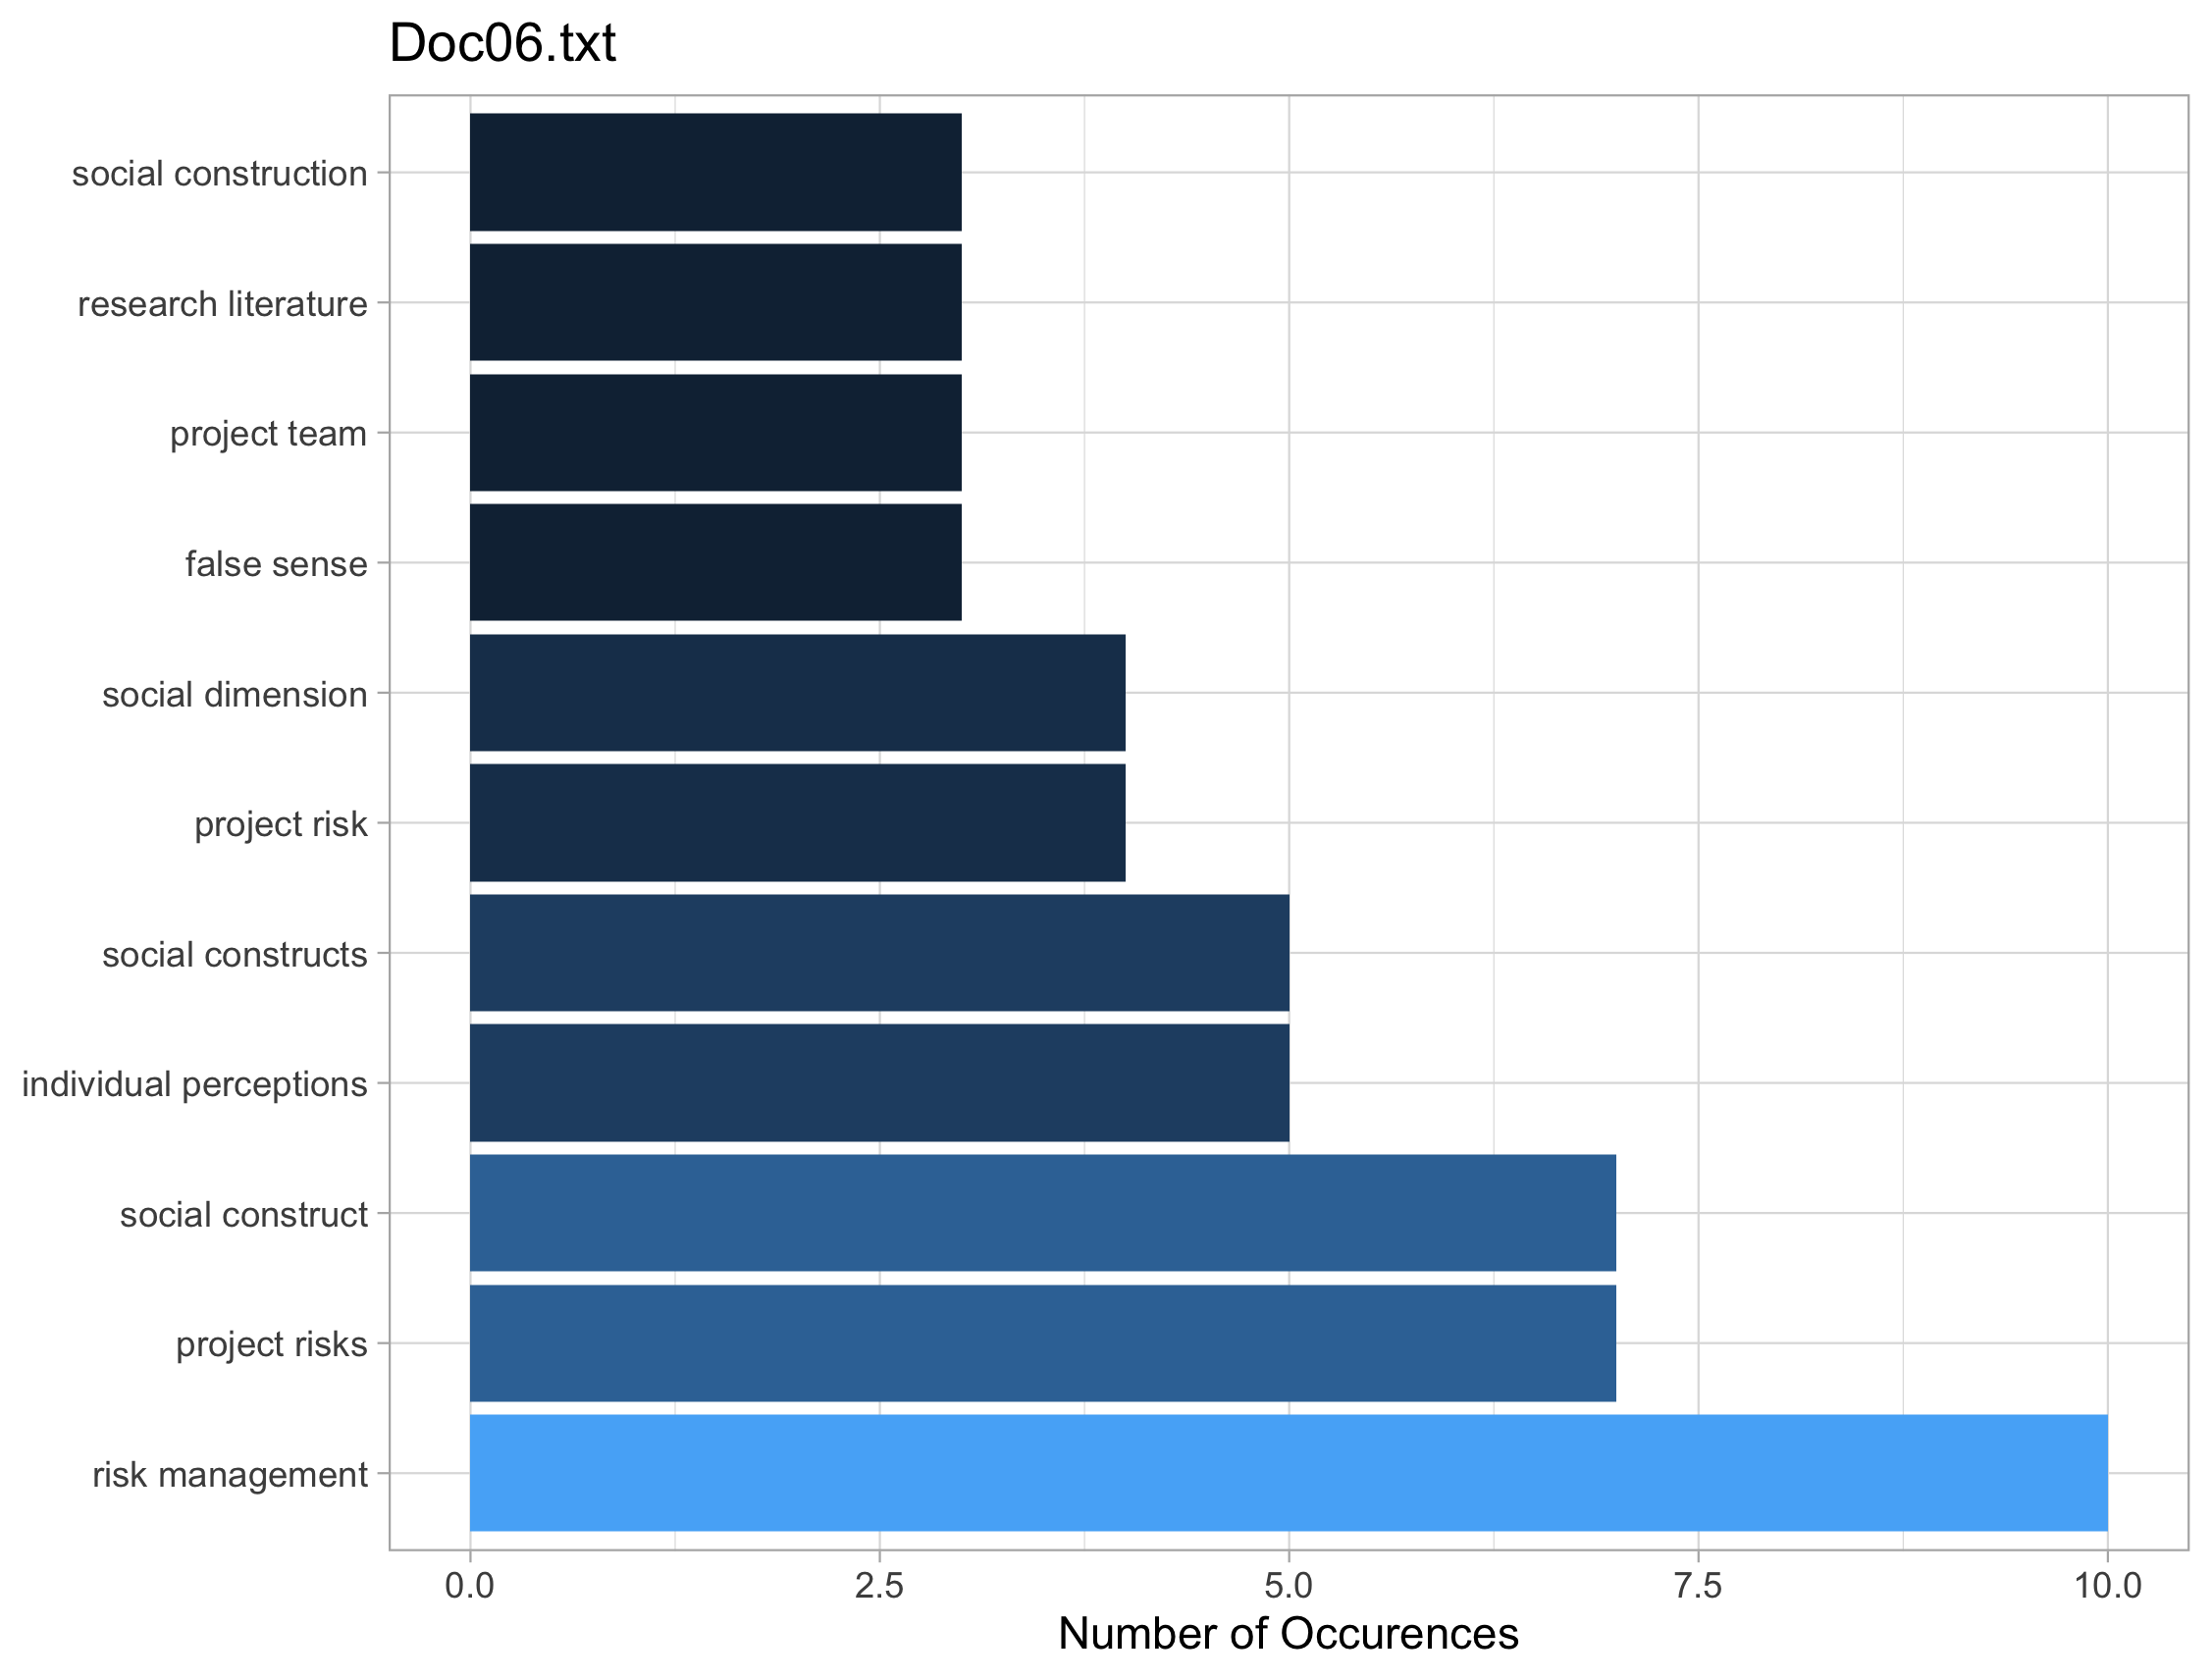 Doc06.txt
social construction
research literature
project team
false sense
social dimension
project risk
social constructs
individual perceptions
social construct
project risks
risk management
0.0 2.5 5.0 7.5 10.0
Number of Occurences